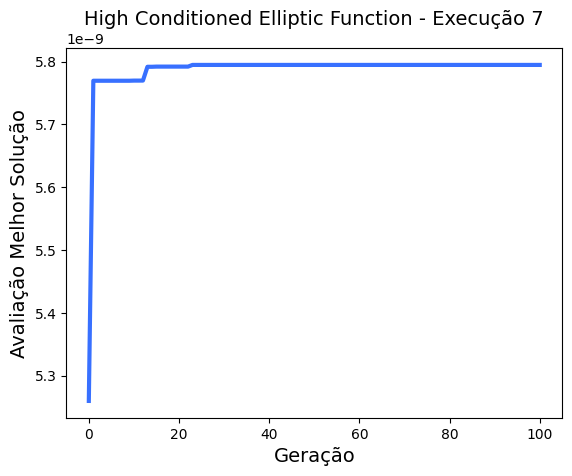 High Conditioned Elliptic Function - Execução 7
1e−9
5.8
5.7
5.6
5.5
5.4
5.3
Avaliação Melhor Solução
0 20 40 60 80 100
Geração